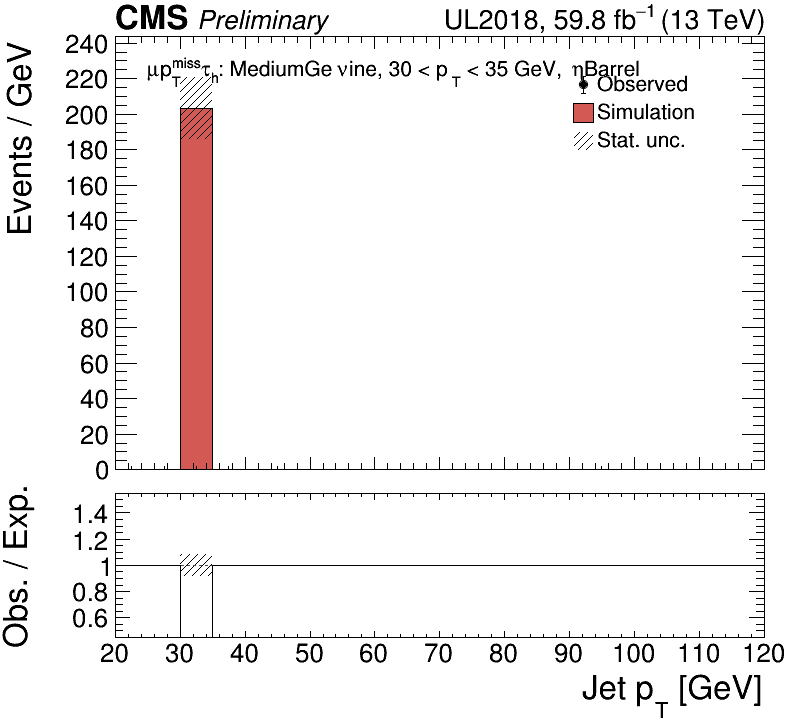 CMS Preliminary UL2018, 59.8 fb⁻¹ (13 TeV)
μp_T^miss τ_h: MediumGe νine, 30 < p_T < 35 GeV, ηBarrel
Observed
Simulation
Stat. unc.
Events / GeV
240
220
200
180
160
140
120
100
80
60
40
20
0
Obs. / Exp.
1.4
1.2
1
0.8
0.6
20 30 40 50 60 70 80 90 100 110 120
Jet p_T [GeV]